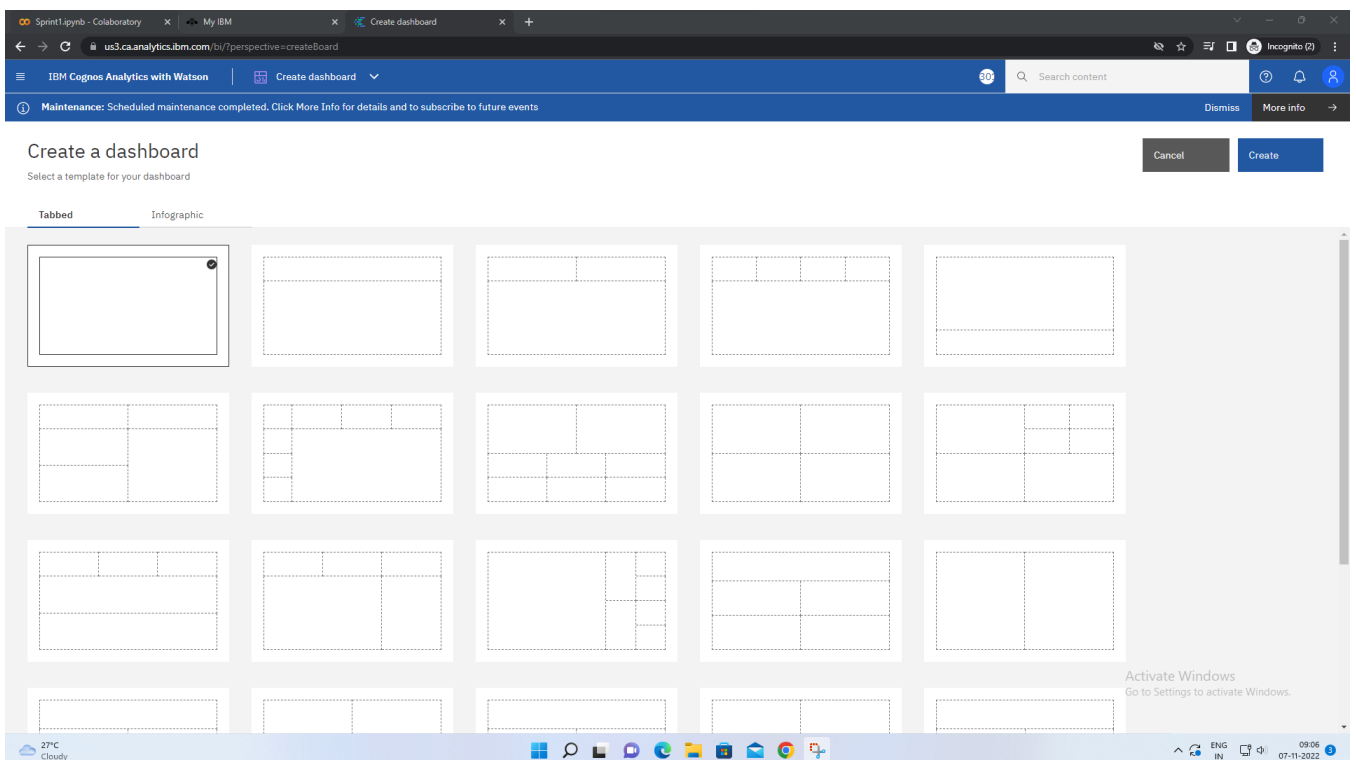 Sprint1.ipynb - Colaboratory
My IBM
Create dashboard
us3.ca.analytics.ibm.com/bi/?perspective=createBoard
Incognito (2)
IBM Cognos Analytics with Watson
Create dashboard
Search content
Maintenance: Scheduled maintenance completed. Click More Info for details and to subscribe to future events
Dismiss
More info
Create a dashboard
Cancel
Create
Select a template for your dashboard
Tabbed
Infographic
Activate Windows
Go to Settings to activate Windows.
27°C
Cloudy
ENG
IN
09:06
07-11-2022
3